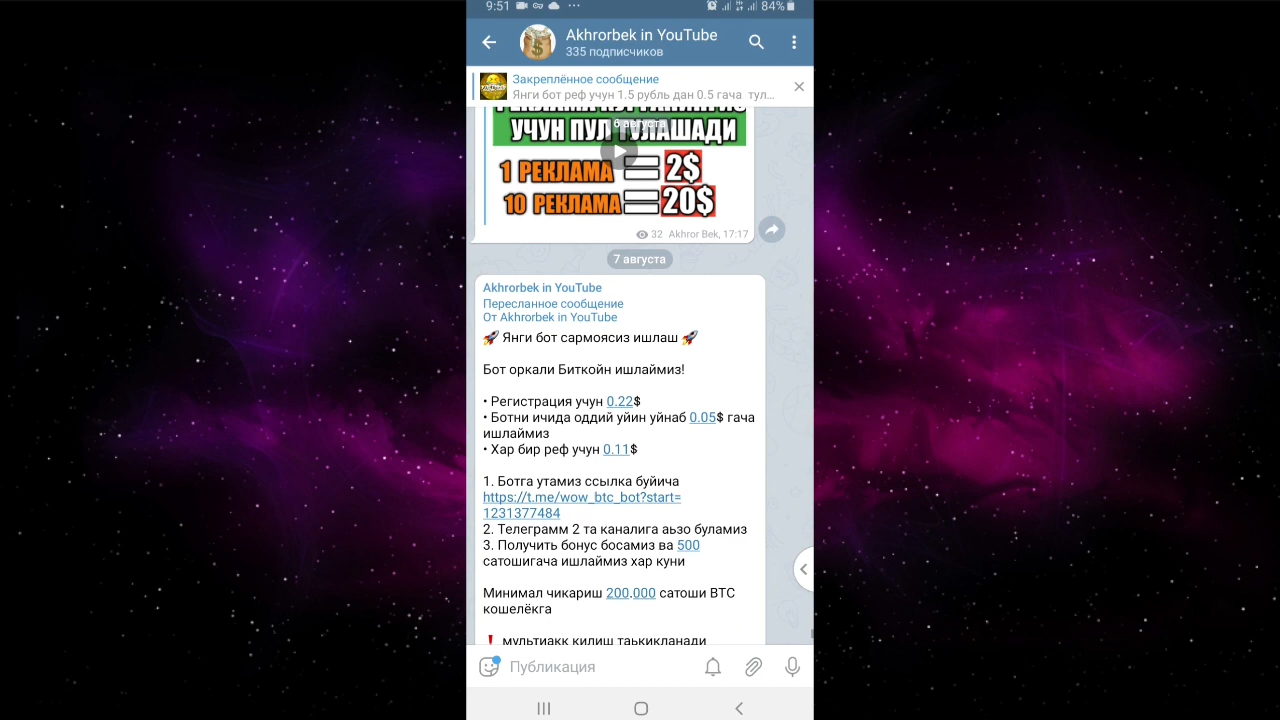 9:51
84%
Akhrorbek in YouTube
335 подписчиков
Закреплённое сообщение
Янги бот реф учун 1.5 рубль дан 0.5 гача тул...
6 августа
УЧУН ПУЛ ТУЛАШАДИ
1 РЕКЛАМА = 2$
10 РЕКЛАМА = 20$
32 Akhror Bek, 17:17
7 августа
Akhrorbek in YouTube
Пересланное сообщение
От Akhrorbek in YouTube
🚀 Янги бот сармоясиз ишлаш 🚀
Бот оркали Биткойн ишлаймиз!
• Регистрация учун 0.22$
• Ботни ичида оддий уйин уйнаб 0.05$ гача
ишлаймиз
• Хар бир реф учун 0.11$
1. Ботга утамиз ссылка буйича
https://t.me/wow_btc_bot?start=
1231377484
2. Телеграмм 2 та каналига аьзо буламиз
3. Получить бонус босамиз ва 500
сатошигача ишлаймиз хар куни
Минимал чикариш 200.000 сатоши BTC
кошелёкга
❗ мультиакк килиш таькикланади
Публикация